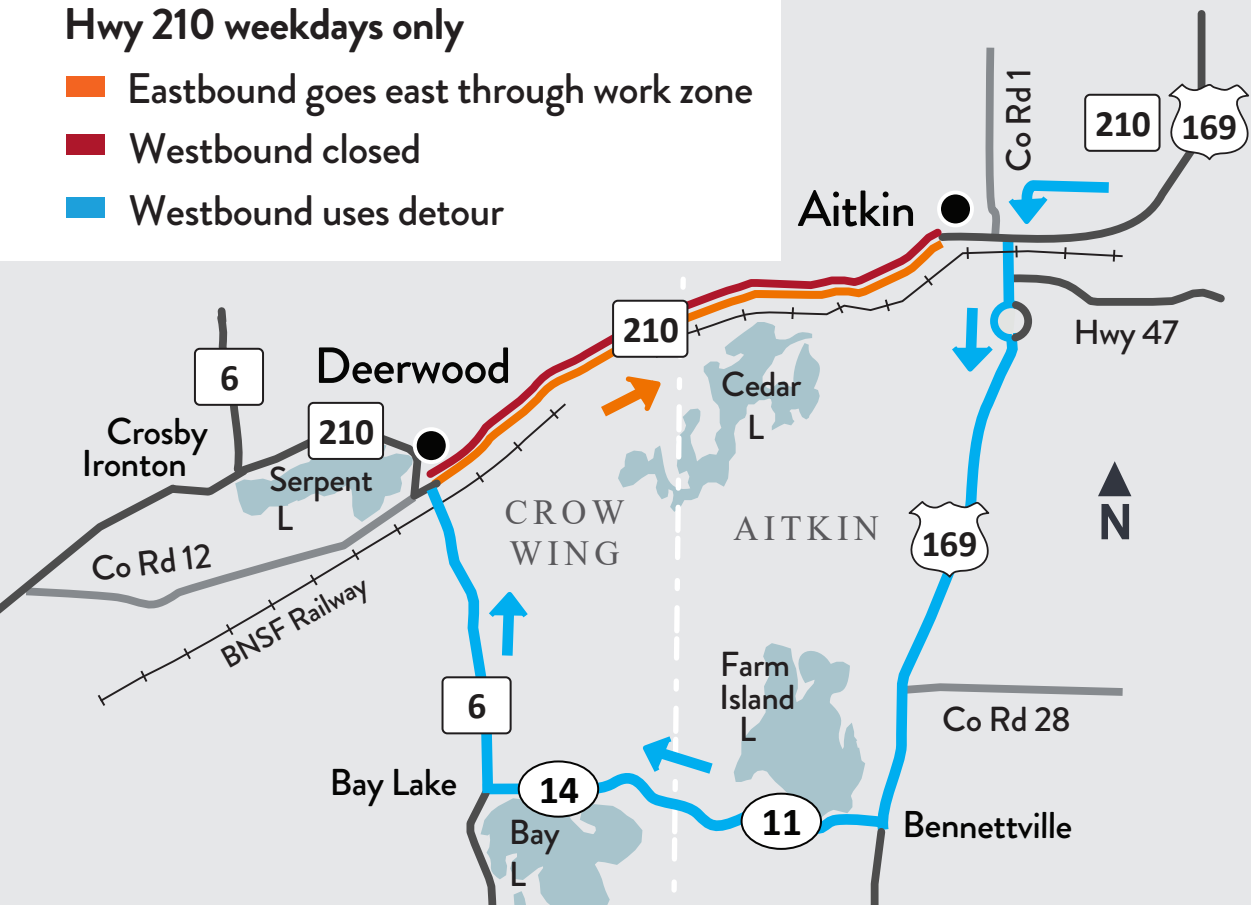 Hwy 210 weekdays only
Eastbound goes east through work zone
Westbound closed
Westbound uses detour
Co Rd 1
210
169
Aitkin
210
Hwy 47
6
Deerwood
Cedar
L
210
Crosby
Ironton
Serpent
L
CROW
WING
AITKIN
169
N
Co Rd 12
BNSF Railway
Farm
Island
L
6
Co Rd 28
Bay Lake
14
11
Bennettville
Bay
L